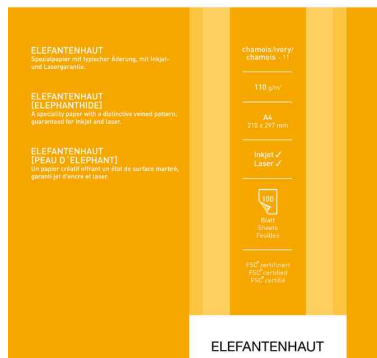 ELEFANTENHAUT
Spezialpapier mit typischer Äderung, mit Inkjet-
und Lasergarantie.
ELEFANTENHAUT
[ELEPHANTHIDE]
A speciality paper with a distinctive veined pattern,
guaranteed for inkjet and laser.
ELEFANTENHAUT
[PEAU D´ELEPHANT]
Un papier créatif offrant un état de surface marbré,
garanti jet d'encre et laser.
chamois/ivory/
chamois - 11
110 g/m²
A4
210 x 297 mm
Inkjet ✓
Laser ✓
100
Blatt
Sheets
Feuilles
FSC® zertifiziert
FSC® certified
FSC® certifié
ELEFANTENHAUT